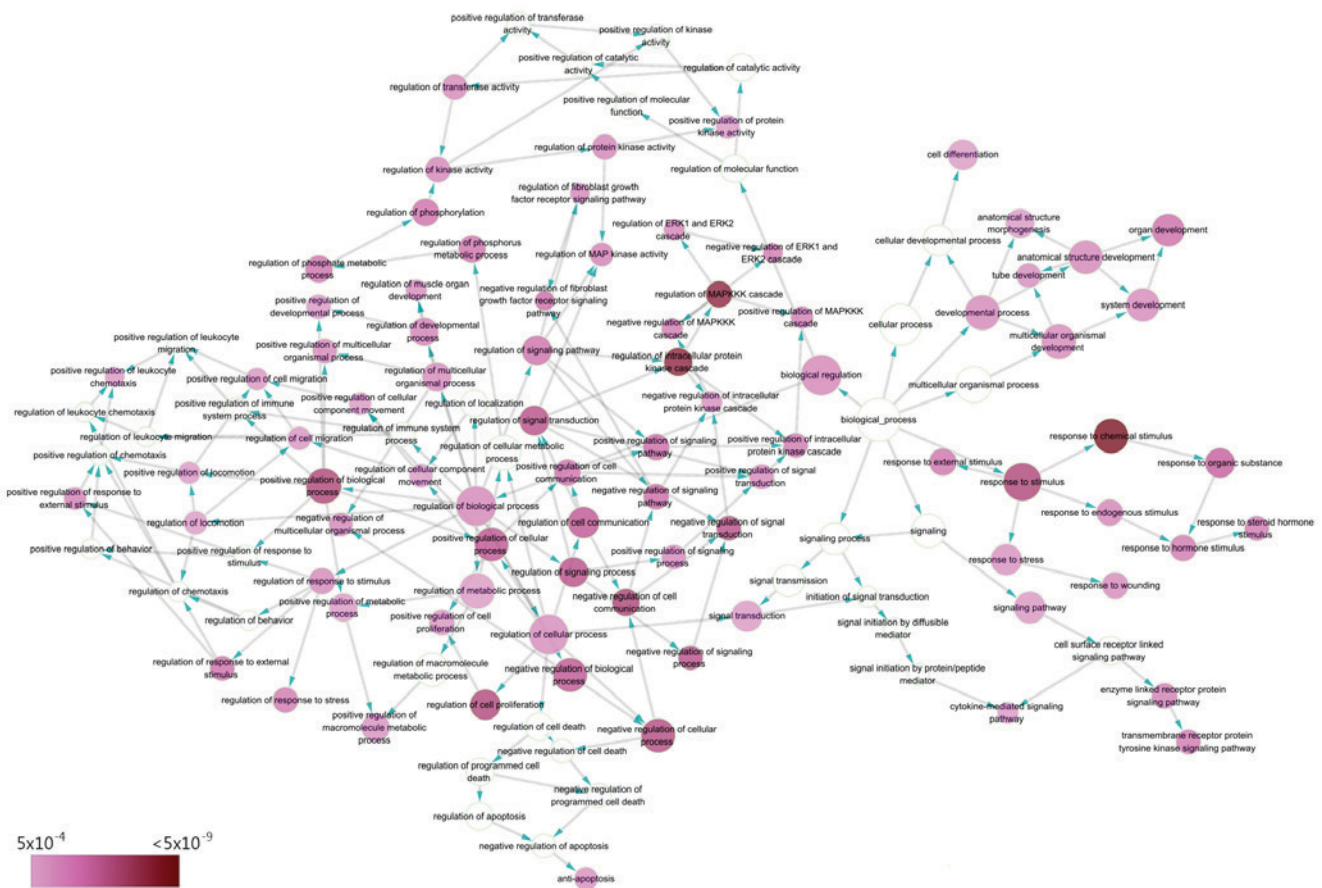 positive regulation of transferase
activity
positive regulation of kinase
activity
positive regulation of catalytic
activity
regulation of catalytic activity
regulation of transferase activity
positive regulation of molecular
function
positive regulation of protein
kinase activity
regulation of protein kinase activity
regulation of kinase activity
regulation of molecular function
cell differentiation
regulation of fibroblast growth
factor receptor signaling pathway
regulation of phosphorylation
regulation of ERK1 and ERK2
cascade
anatomical structure
morphogenesis
organ development
cellular developmental process
regulation of phosphorus
metabolic process
negative regulation of ERK1 and
ERK2 cascade
regulation of MAP kinase activity
anatomical structure development
regulation of phosphate metabolic
process
tube development
regulation of muscle organ
development
negative regulation of fibroblast
growth factor receptor signaling pathway
regulation of MAPKKK cascade
positive regulation of
developmental process
system development
developmental process
positive regulation of MAPKKK
cascade
negative regulation of MAPKKK
cascade
cellular process
regulation of developmental
process
multicellular organismal
development
positive regulation of leukocyte
migration
positive regulation of multicellular
organismal process
regulation of signaling pathway
regulation of intracellular protein
kinase cascade
positive regulation of leukocyte
chemotaxis
positive regulation of cell migration
regulation of multicellular
organismal process
biological regulation
multicellular organismal process
positive regulation of cellular
component movement
regulation of localization
negative regulation of intracellular
protein kinase cascade
positive regulation of immune
system process
regulation of leukocyte chemotaxis
regulation of signal transduction
biological_process
regulation of immune system
process
regulation of leukocyte migration
regulation of cell migration
regulation of cellular metabolic
process
positive regulation of signaling
pathway
positive regulation of intracellular
protein kinase cascade
response to chemical stimulus
positive regulation of chemotaxis
response to external stimulus
response to organic substance
positive regulation of locomotion
positive regulation of biological
process
regulation of cellular component
movement
positive regulation of cell
communication
positive regulation of signal
transduction
response to stimulus
positive regulation of response to
external stimulus
negative regulation of signaling
pathway
regulation of biological process
response to endogenous stimulus
regulation of locomotion
negative regulation of
multicellular organismal process
regulation of cell communication
negative regulation of signal
transduction
response to steroid hormone
stimulus
signaling
signaling process
positive regulation of cellular
process
response to hormone stimulus
positive regulation of behavior
positive regulation of response to
stimulus
positive regulation of signaling
process
response to stress
regulation of signaling process
regulation of response to stimulus
signal transmission
response to wounding
regulation of chemotaxis
regulation of metabolic process
initiation of signal transduction
negative regulation of cell
communication
positive regulation of metabolic
process
signaling pathway
regulation of behavior
positive regulation of cell
proliferation
signal transduction
signal initiation by diffusible
mediator
regulation of cellular process
cell surface receptor linked
signaling pathway
negative regulation of signaling
process
regulation of response to external
stimulus
regulation of macromolecule
metabolic process
negative regulation of biological
process
signal initiation by protein/peptide
mediator
regulation of response to stress
regulation of cell proliferation
enzyme linked receptor protein
signaling pathway
cytokine-mediated signaling
pathway
positive regulation of
macromolecule metabolic
process
regulation of cell death
negative regulation of cellular
process
transmembrane receptor protein
tyrosine kinase signaling pathway
negative regulation of cell death
regulation of programmed cell
death
negative regulation of
programmed cell death
regulation of apoptosis
negative regulation of apoptosis
anti-apoptosis
5x10⁻⁴ <5x10⁻⁹